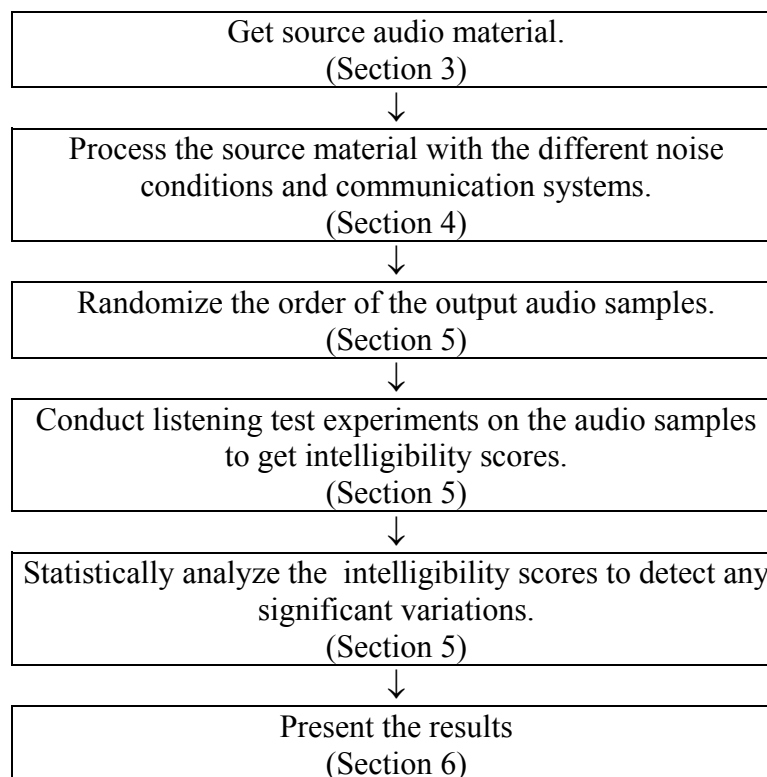 Get source audio material.
(Section 3)
↓
Process the source material with the different noise
conditions and communication systems.
(Section 4)
↓
Randomize the order of the output audio samples.
(Section 5)
↓
Conduct listening test experiments on the audio samples
to get intelligibility scores.
(Section 5)
↓
Statistically analyze the  intelligibility scores to detect any
significant variations.
(Section 5)
↓
Present the results
(Section 6)